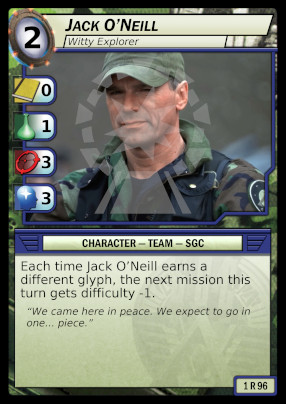 2
JACK O'NEILL
Witty Explorer
0
1
3
3
CHARACTER – TEAM – SGC
Each time Jack O'Neill earns a
different glyph, the next mission this
turn gets difficulty -1.
"We came here in peace. We expect to go in
one... piece."
1 R 96